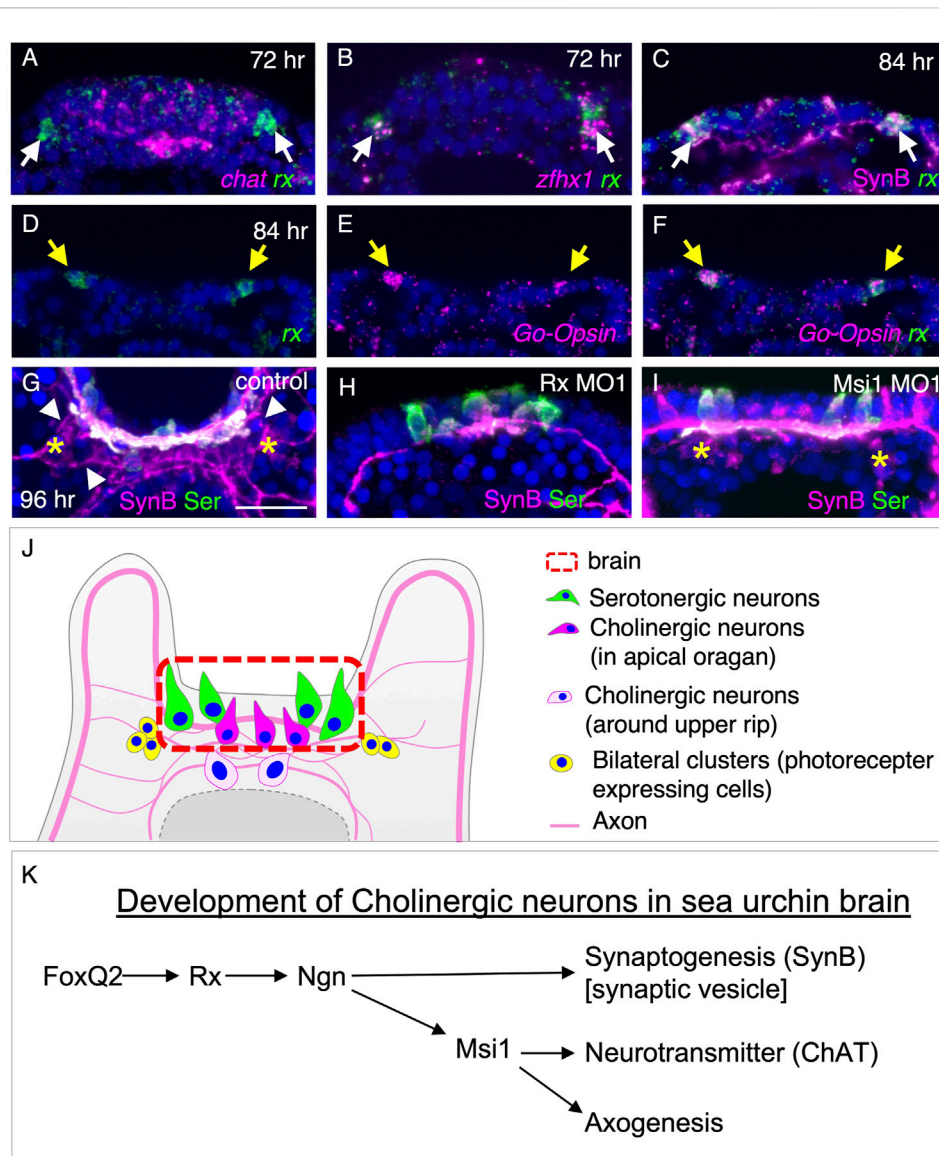 A
72 hr
chat rx
B
72 hr
zfhx1 rx
C
84 hr
SynB rx
D
84 hr
rx
E
Go-Opsin
F
Go-Opsin rx
G
control
*
*
96 hr
SynB Ser
H
Rx MO1
SynB Ser
I
Msi1 MO1
*
*
SynB Ser
J
brain
Serotonergic neurons
Cholinergic neurons
(in apical oragan)
Cholinergic neurons
(around upper rip)
Bilateral clusters (photorecepter
expressing cells)
Axon
K
Development of Cholinergic neurons in sea urchin brain
FoxQ2
Rx
Ngn
Synaptogenesis (SynB)
[synaptic vesicle]
Msi1
Neurotransmitter (ChAT)
Axogenesis